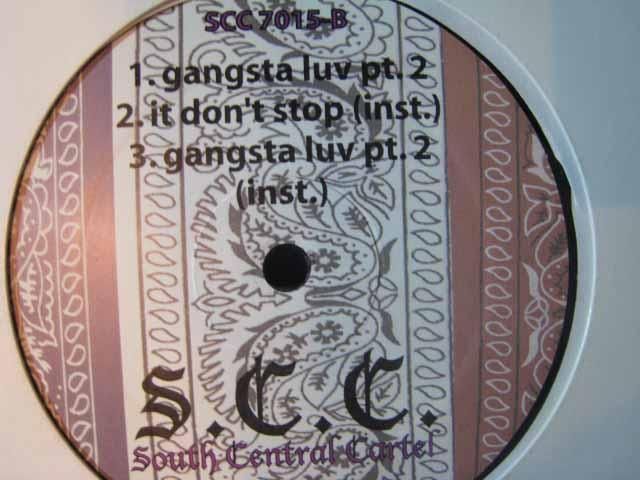 SCC 7015-B
1. gangsta luv pt. 2
2. it don't stop (inst.)
3. gangsta luv pt. 2
(inst.)
S.C.C.
South Central Cartel